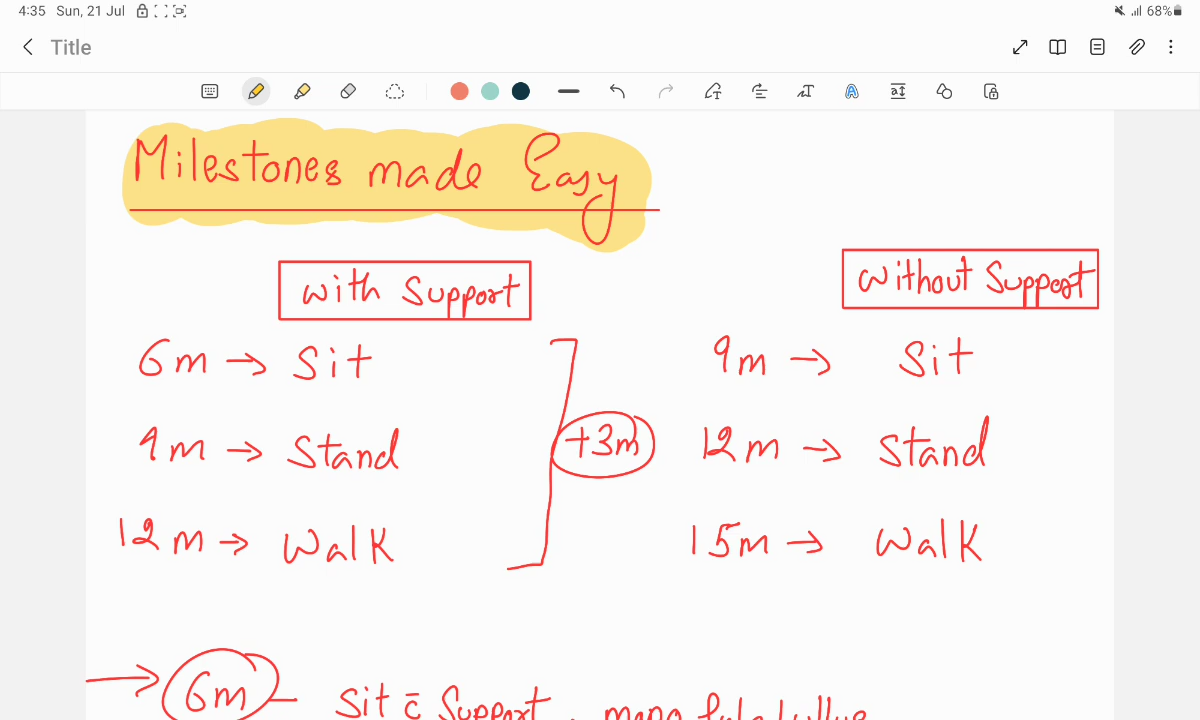 4:35 Sun, 21 Jul 68%
Title
Milestones made Easy
with Support without Support
6m → Sit 9m → Sit
9m → Stand +3m 12m → Stand
12m → Walk 15m → Walk
→ 6m - Sit c̄ Support,